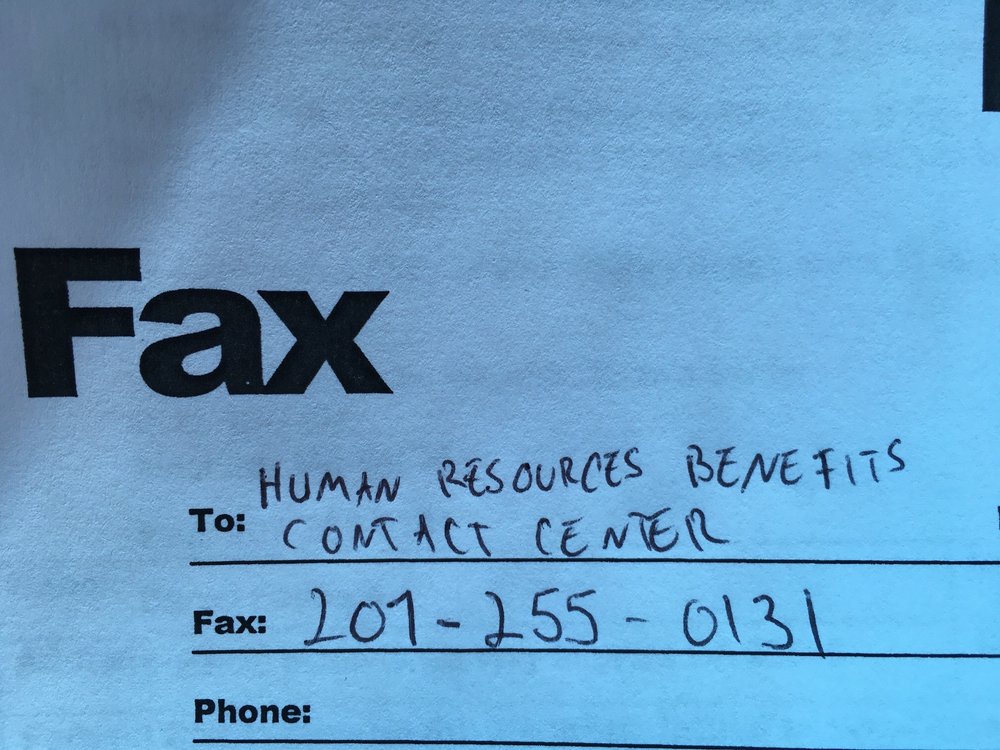 Fax
HUMAN RESOURCES BENEFITS
To: CONTACT CENTER
Fax: 201-255-0131
Phone: